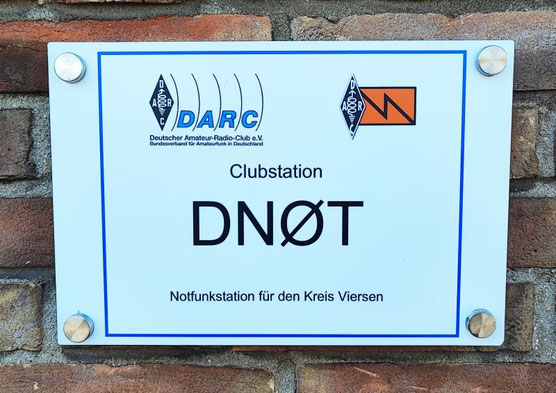 D
A R
C
DARC
Deutscher Amateur-Radio-Club e.V.
Bundesverband für Amateurfunk in Deutschland
D
A R
C
Clubstation
DNØT
Notfunkstation für den Kreis Viersen